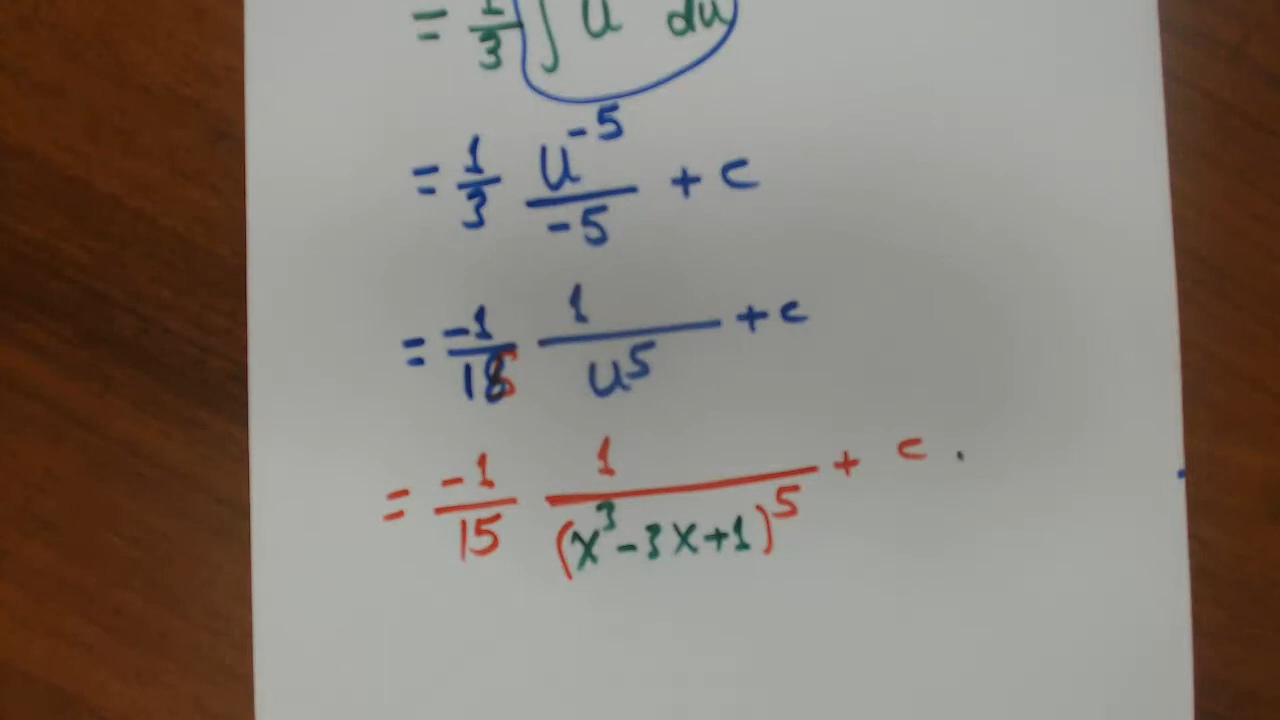 = 1/3 ∫ u du
= 1/3 u^-5/-5 + c
= -1/15 1/u^5 + c
= -1/15 1/(x^3-3x+1)^5 + c.